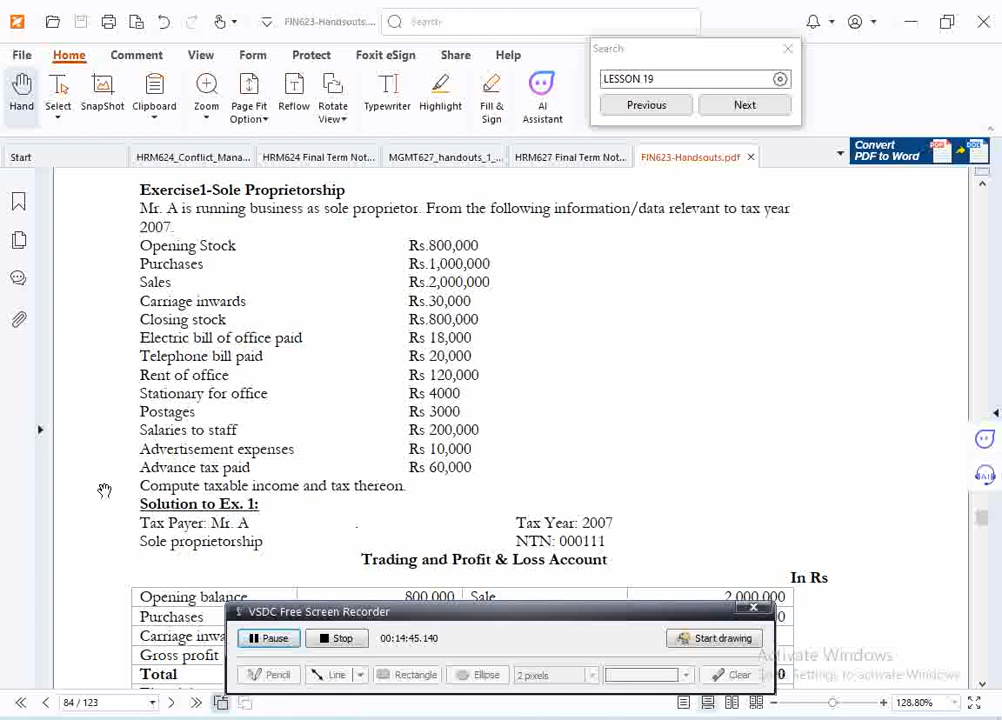 FIN623-Handouts....
Search
File
Home
Comment
View
Form
Protect
Foxit eSign
Share
Help
Search:
LESSON 19
Previous
Next
Hand
Select
SnapShot
Clipboard
Zoom
Page Fit Option
Reflow
Rotate View
Typewriter
Highlight
Fill & Sign
AI Assistant
Start
HRM624_Conflict_Mana...
HRM624 Final Term Not...
MGMT627_handouts_1_...
HRM627 Final Term Not...
FIN623-Handouts.pdf
Convert PDF to Word
Exercise1-Sole Proprietorship
Mr. A is running business as sole proprietor. From the following information/data relevant to tax year
2007.
Opening Stock Rs.800,000
Purchases Rs.1,000,000
Sales Rs.2,000,000
Carriage inwards Rs.30,000
Closing stock Rs.800,000
Electric bill of office paid Rs 18,000
Telephone bill paid Rs 20,000
Rent of office Rs 120,000
Stationary for office Rs 4000
Postages Rs 3000
Salaries to staff Rs 200,000
Advertisement expenses Rs 10,000
Advance tax paid Rs 60,000
Compute taxable income and tax thereon.
Solution to Ex. 1:
Tax Payer: Mr. A . Tax Year: 2007
Sole proprietorship NTN: 000111
Trading and Profit & Loss Account
In Rs
Opening balance 800,000 Sale 2,000,000
Purchases
Carriage inwa
Gross profit
Total
VSDC Free Screen Recorder
Pause
Stop
00:14:45.140
Start drawing
Pencil
Line
Rectangle
Ellipse
2 pixels
Clear
Activate Windows
Settings to activate Windows.
84 / 123
128.80%